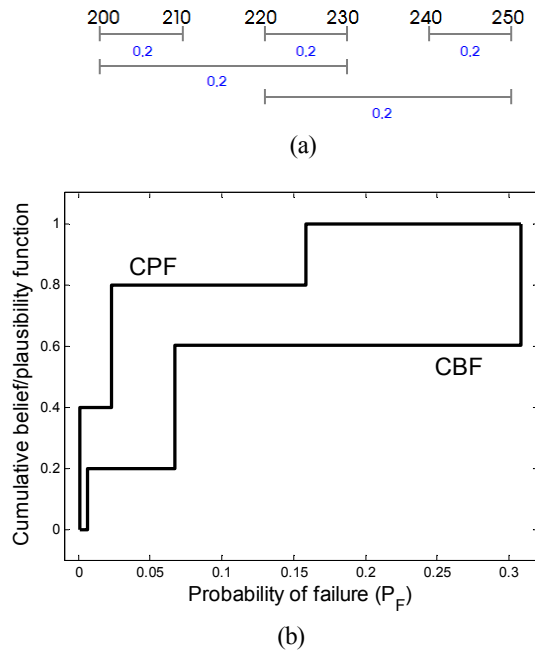 200 210 220 230 240 250
0.2 0.2 0.2
0.2
0.2
(a)
Cumulative belief/plausibility function
1
0.8
0.6
0.4
0.2
0
CPF
CBF
0 0.05 0.1 0.15 0.2 0.25 0.3
Probability of failure (P_F)
(b)